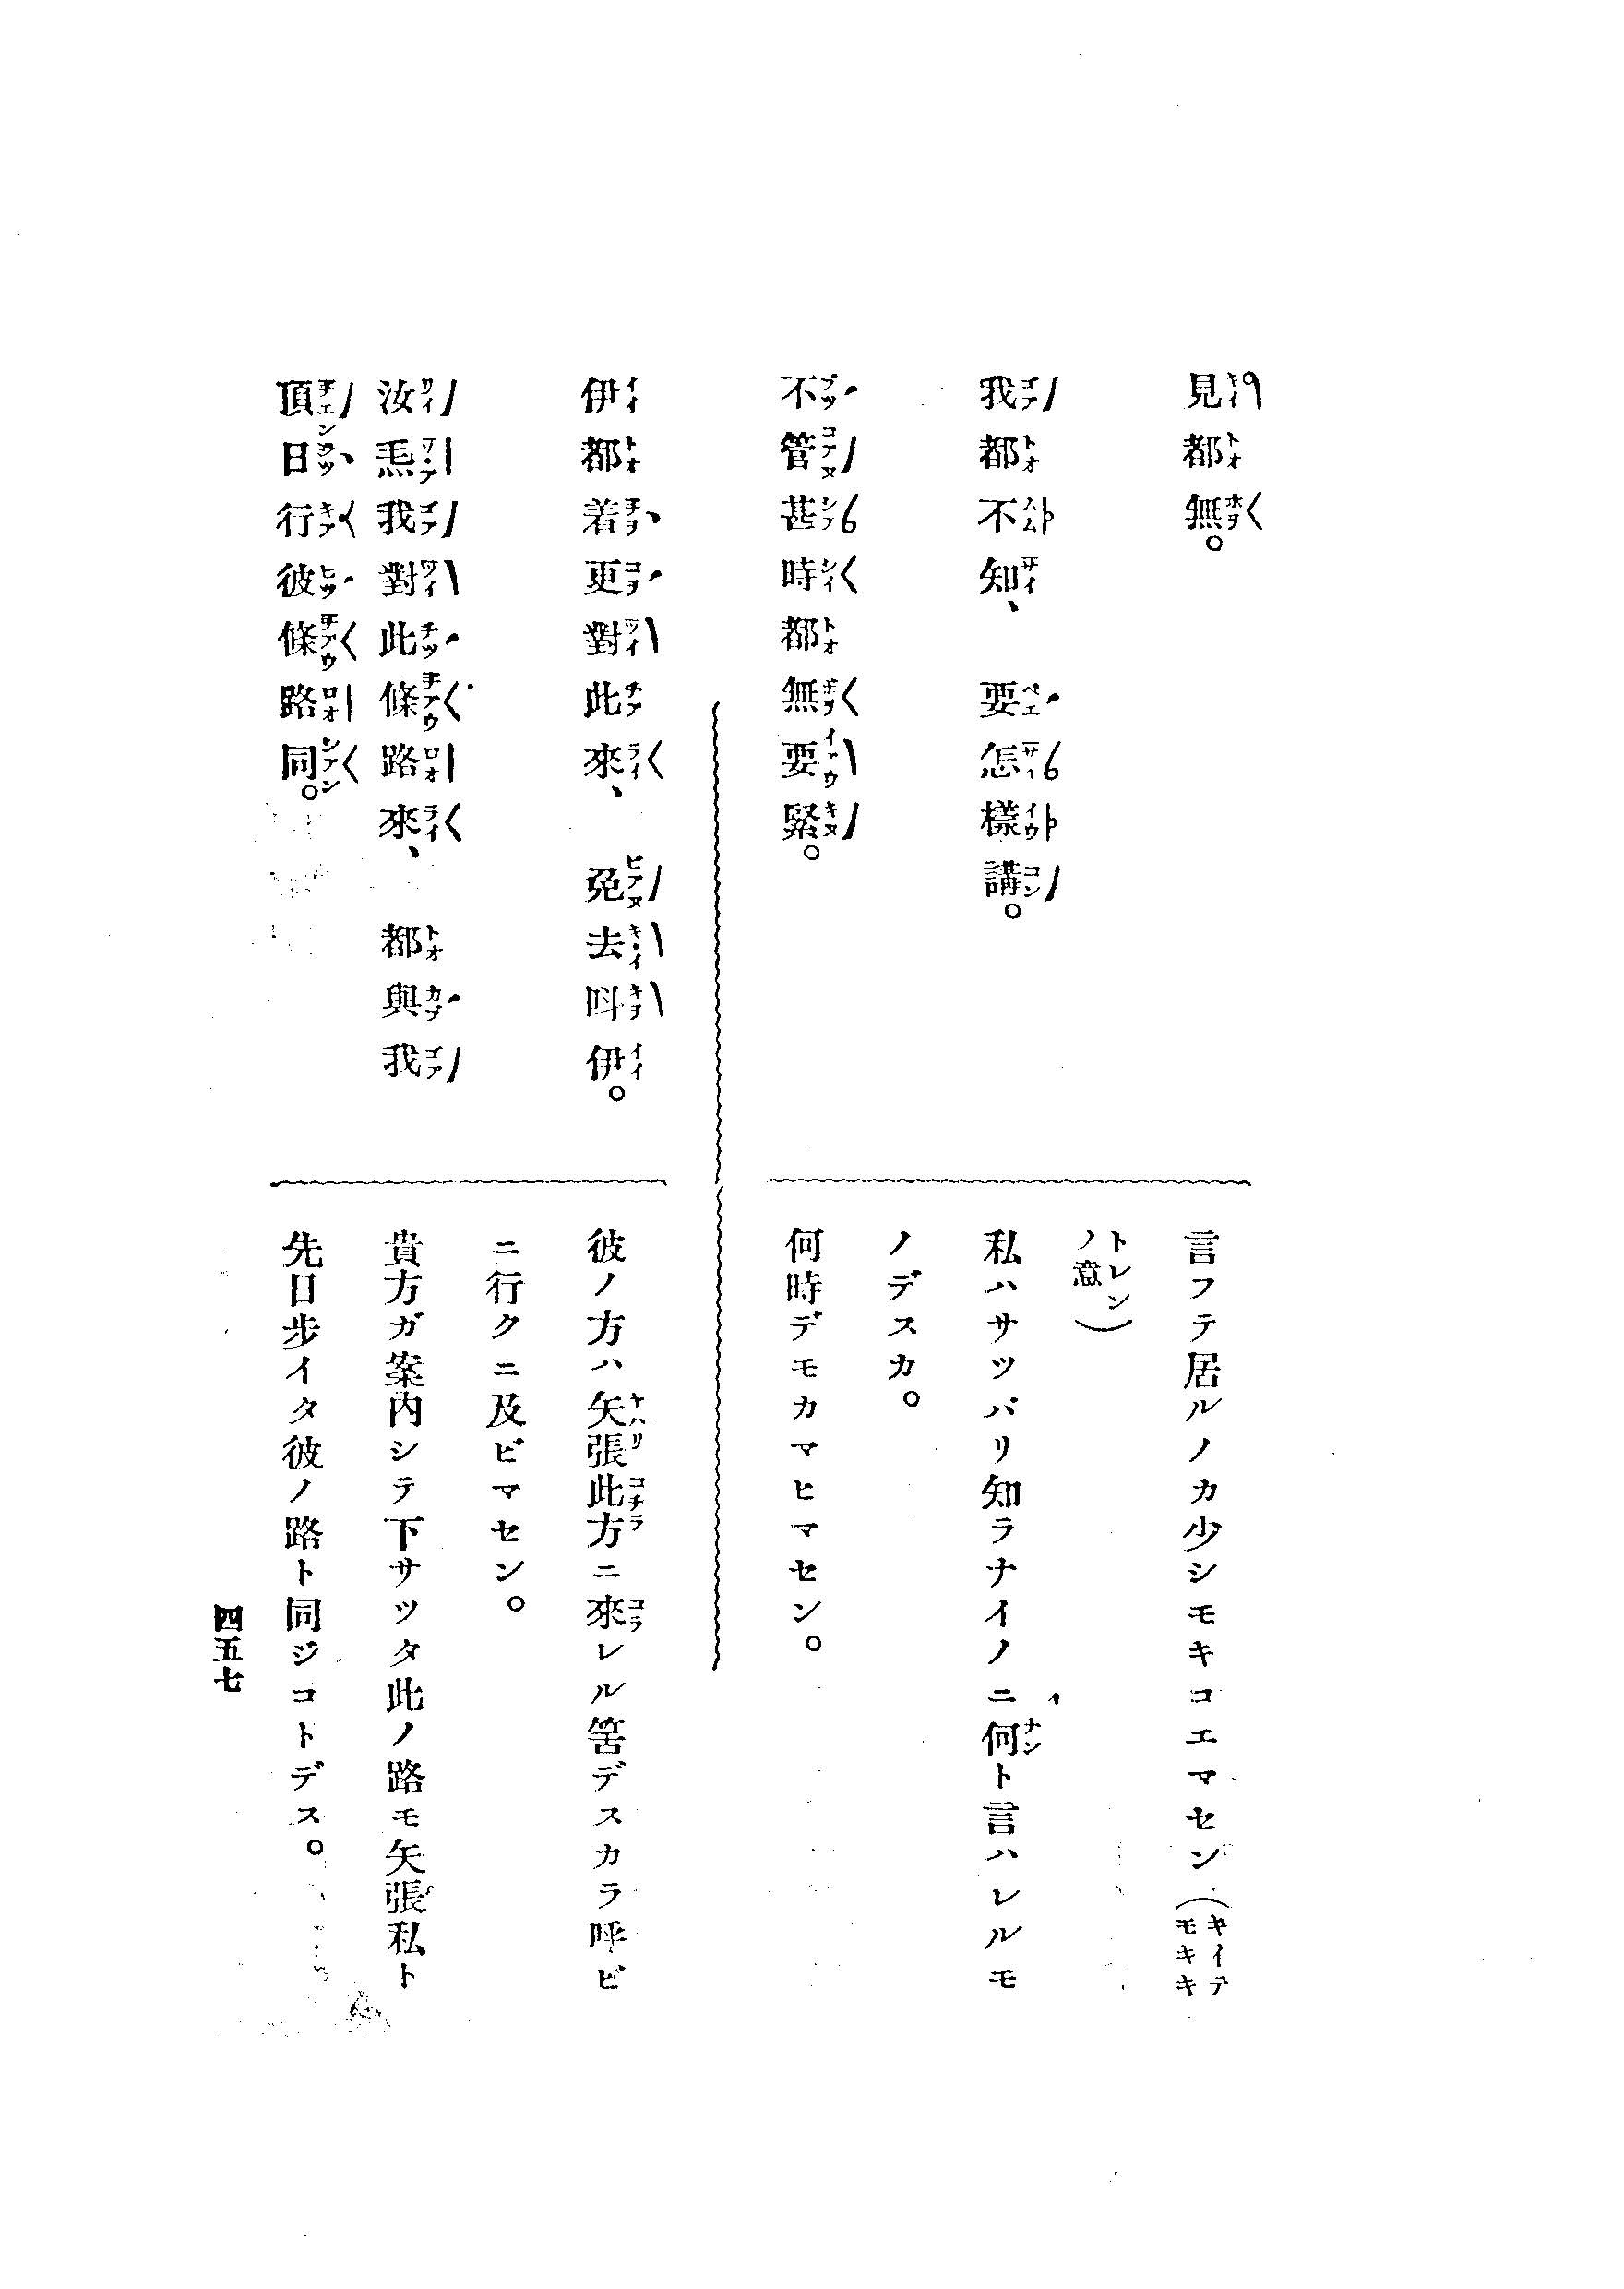 見都無。
我都不知、要怎樣講。
不管甚時都無要緊。
伊都着更對此來、免去叫伊。
汝𤆬我對此條路來、都與我
頂日行彼條路同。
言フテ居ルノカ少シモキコエマセン(キイテモキキ
トレンノ意)
私ハサッパリ知ラナイノニ何ト言ハレルモ
ノデスカ。
何時デモカマヒマセン。
彼ノ方ハ矢張此方ニ來レル筈デスカラ呼ビ
ニ行クニ及ビマセン。
貴方ガ案内シテ下サッタ此ノ路モ矢張私ト
先日步イタ彼ノ路ト同ジコトデス。
四五七